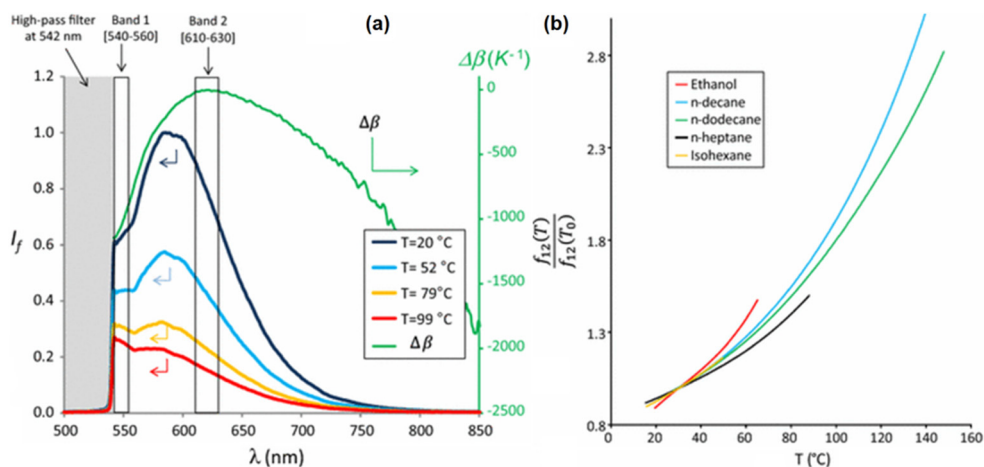 High-pass filter
at 542 nm
Band 1
[540-560]
Band 2
[610-630]
(a)
Δβ(K⁻¹)
1.2
1.0
0.8
0.6
0.4
0.2
0.0
I_f
500
550
600
650
700
750
800
850
λ (nm)
0
-500
-1000
-1500
-2000
-2500
Δβ
T=20 °C
T= 52 °C
T= 79°C
T=99 °C
Δβ
(b)
2.8
2.3
1.8
1.3
0.8
f₁₂(T)
f₁₂(T₀)
Ethanol
n-decane
n-dodecane
n-heptane
Isohexane
0
20
40
60
80
100
120
140
160
T (°C)